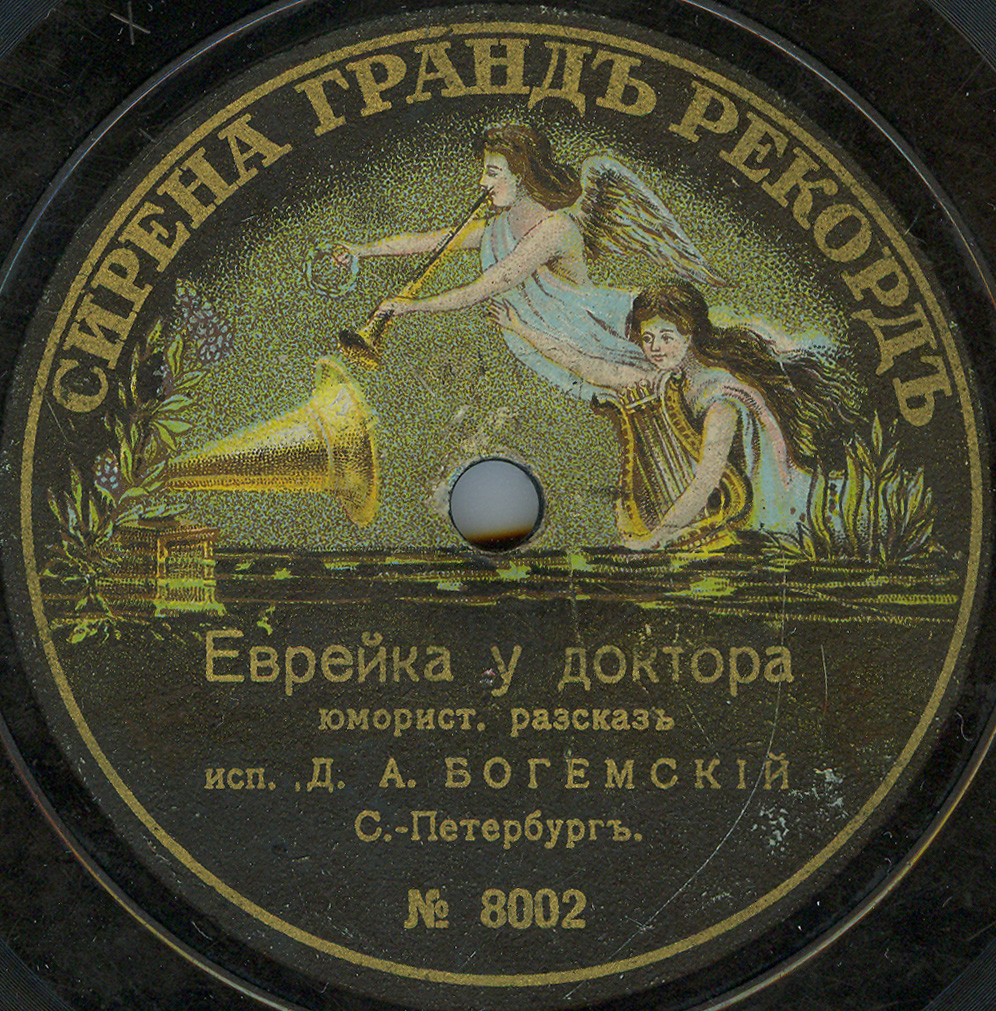 СИРЕНА ГРАНДЪ РЕКОРДЪ
Еврейка у доктора
юморист. разсказъ
исп. Д. А. БОГЕМСКІЙ
С.-Петербургъ.
№ 8002